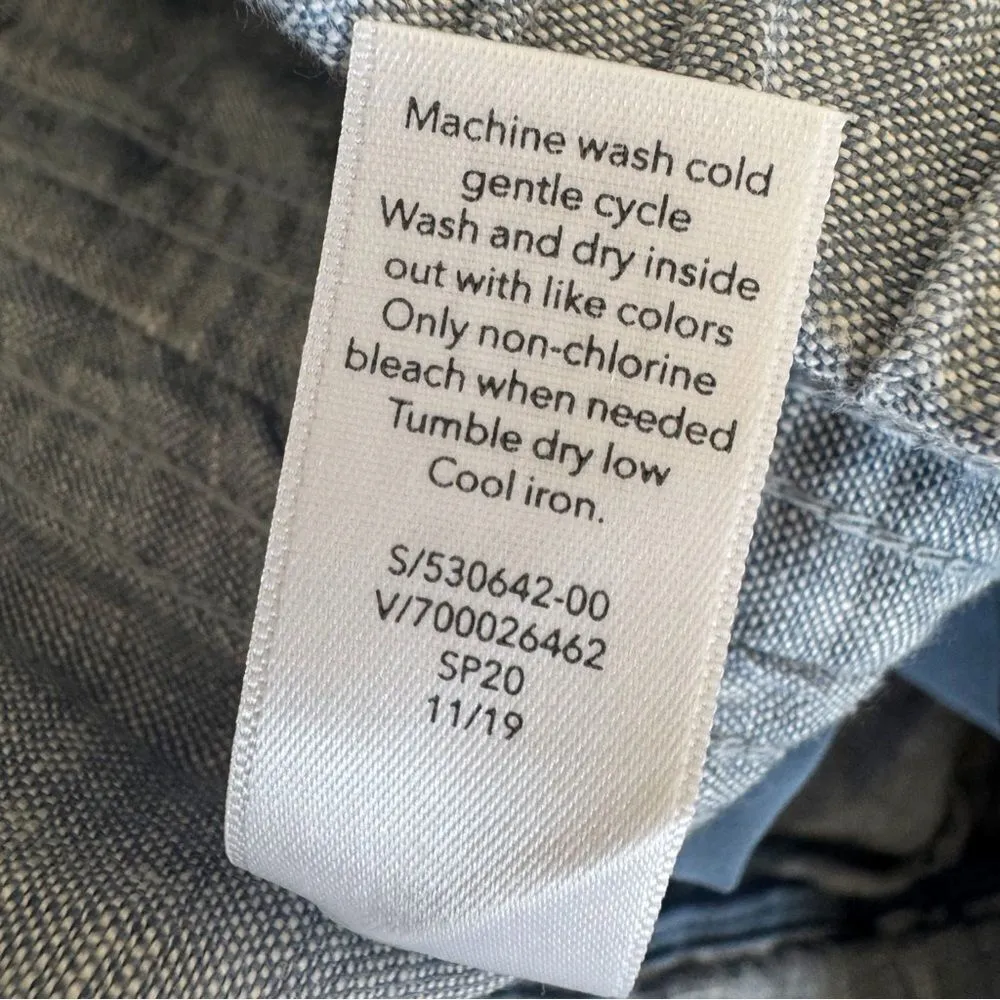 Machine wash cold
gentle cycle
Wash and dry inside
out with like colors
Only non-chlorine
bleach when needed
Tumble dry low
Cool iron.
S/530642-00
V/700026462
SP20
11/19